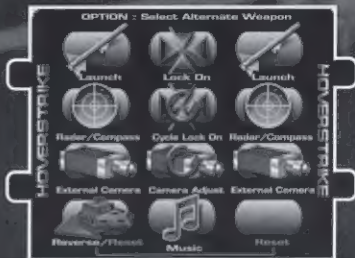 OPTION : Select Alternate Weapon
Launch Lock On Launch
HOVERSTRIKE
HOVERSTRIKE
Radar/Compass Cycle Lock On Radar/Compass
External Camera Camera Adjust External Camera
Reverse/Reset Music Reset